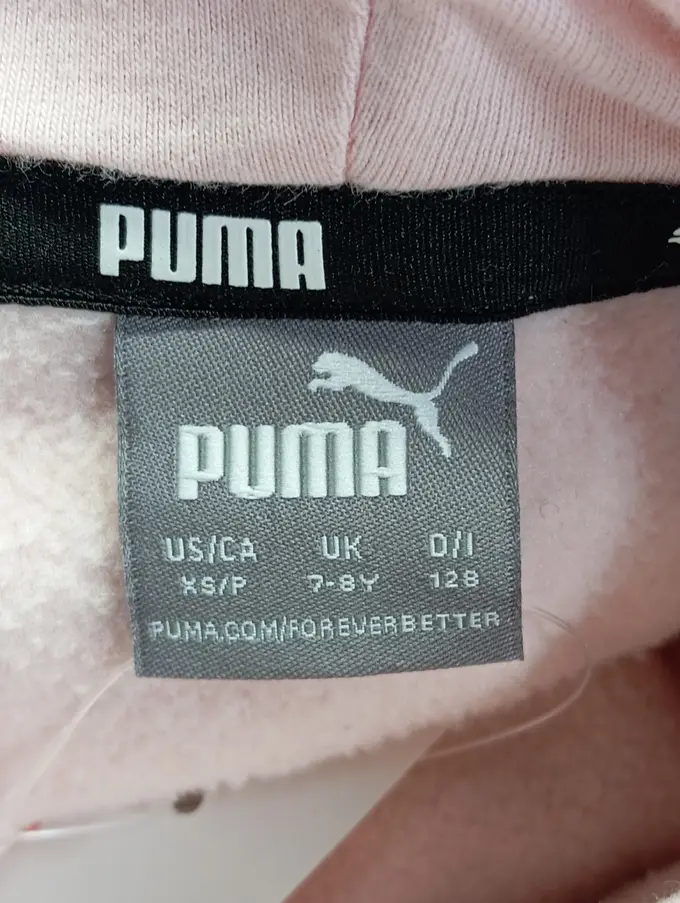 PUMA
PUMA
US/CA UK D/I
XS/P 7-8Y 128
PUMA.COM/FOREVERBETTER